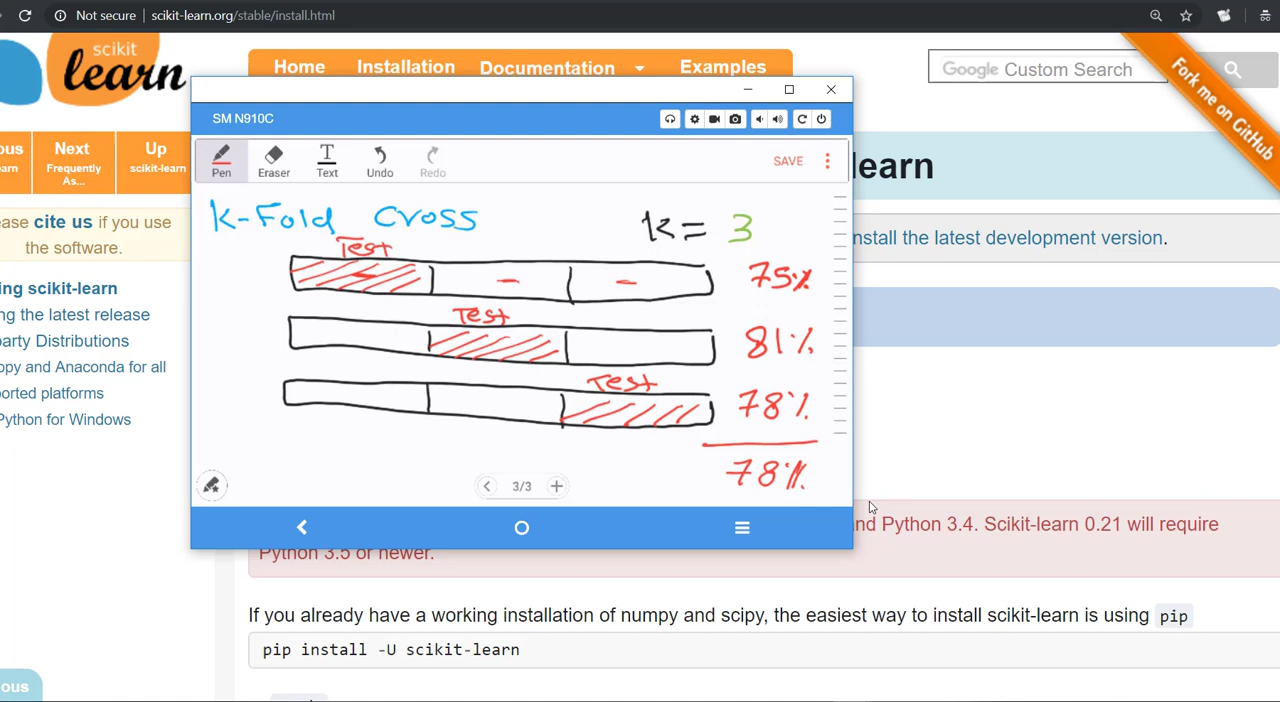 Not secure
scikit-learn.org/stable/install.html
scikit
learn
Home
Installation
Documentation
Examples
Google Custom Search
Fork me on GitHub
ous
arn
Next
Frequently
As...
Up
scikit-learn
ease cite us if you use
the software.
ing scikit-learn
ng the latest release
party Distributions
opy and Anaconda for all
orted platforms
Python for Windows
ous
SM N910C
Pen
Eraser
Text
Undo
Redo
SAVE
K-Fold Cross
K= 3
Test
75%
Test
81%
Test
78%
78%
3/3
learn
nstall the latest development version.
nd Python 3.4. Scikit-learn 0.21 will require
Python 3.5 or newer.
If you already have a working installation of numpy and scipy, the easiest way to install scikit-learn is using pip
pip install -U scikit-learn